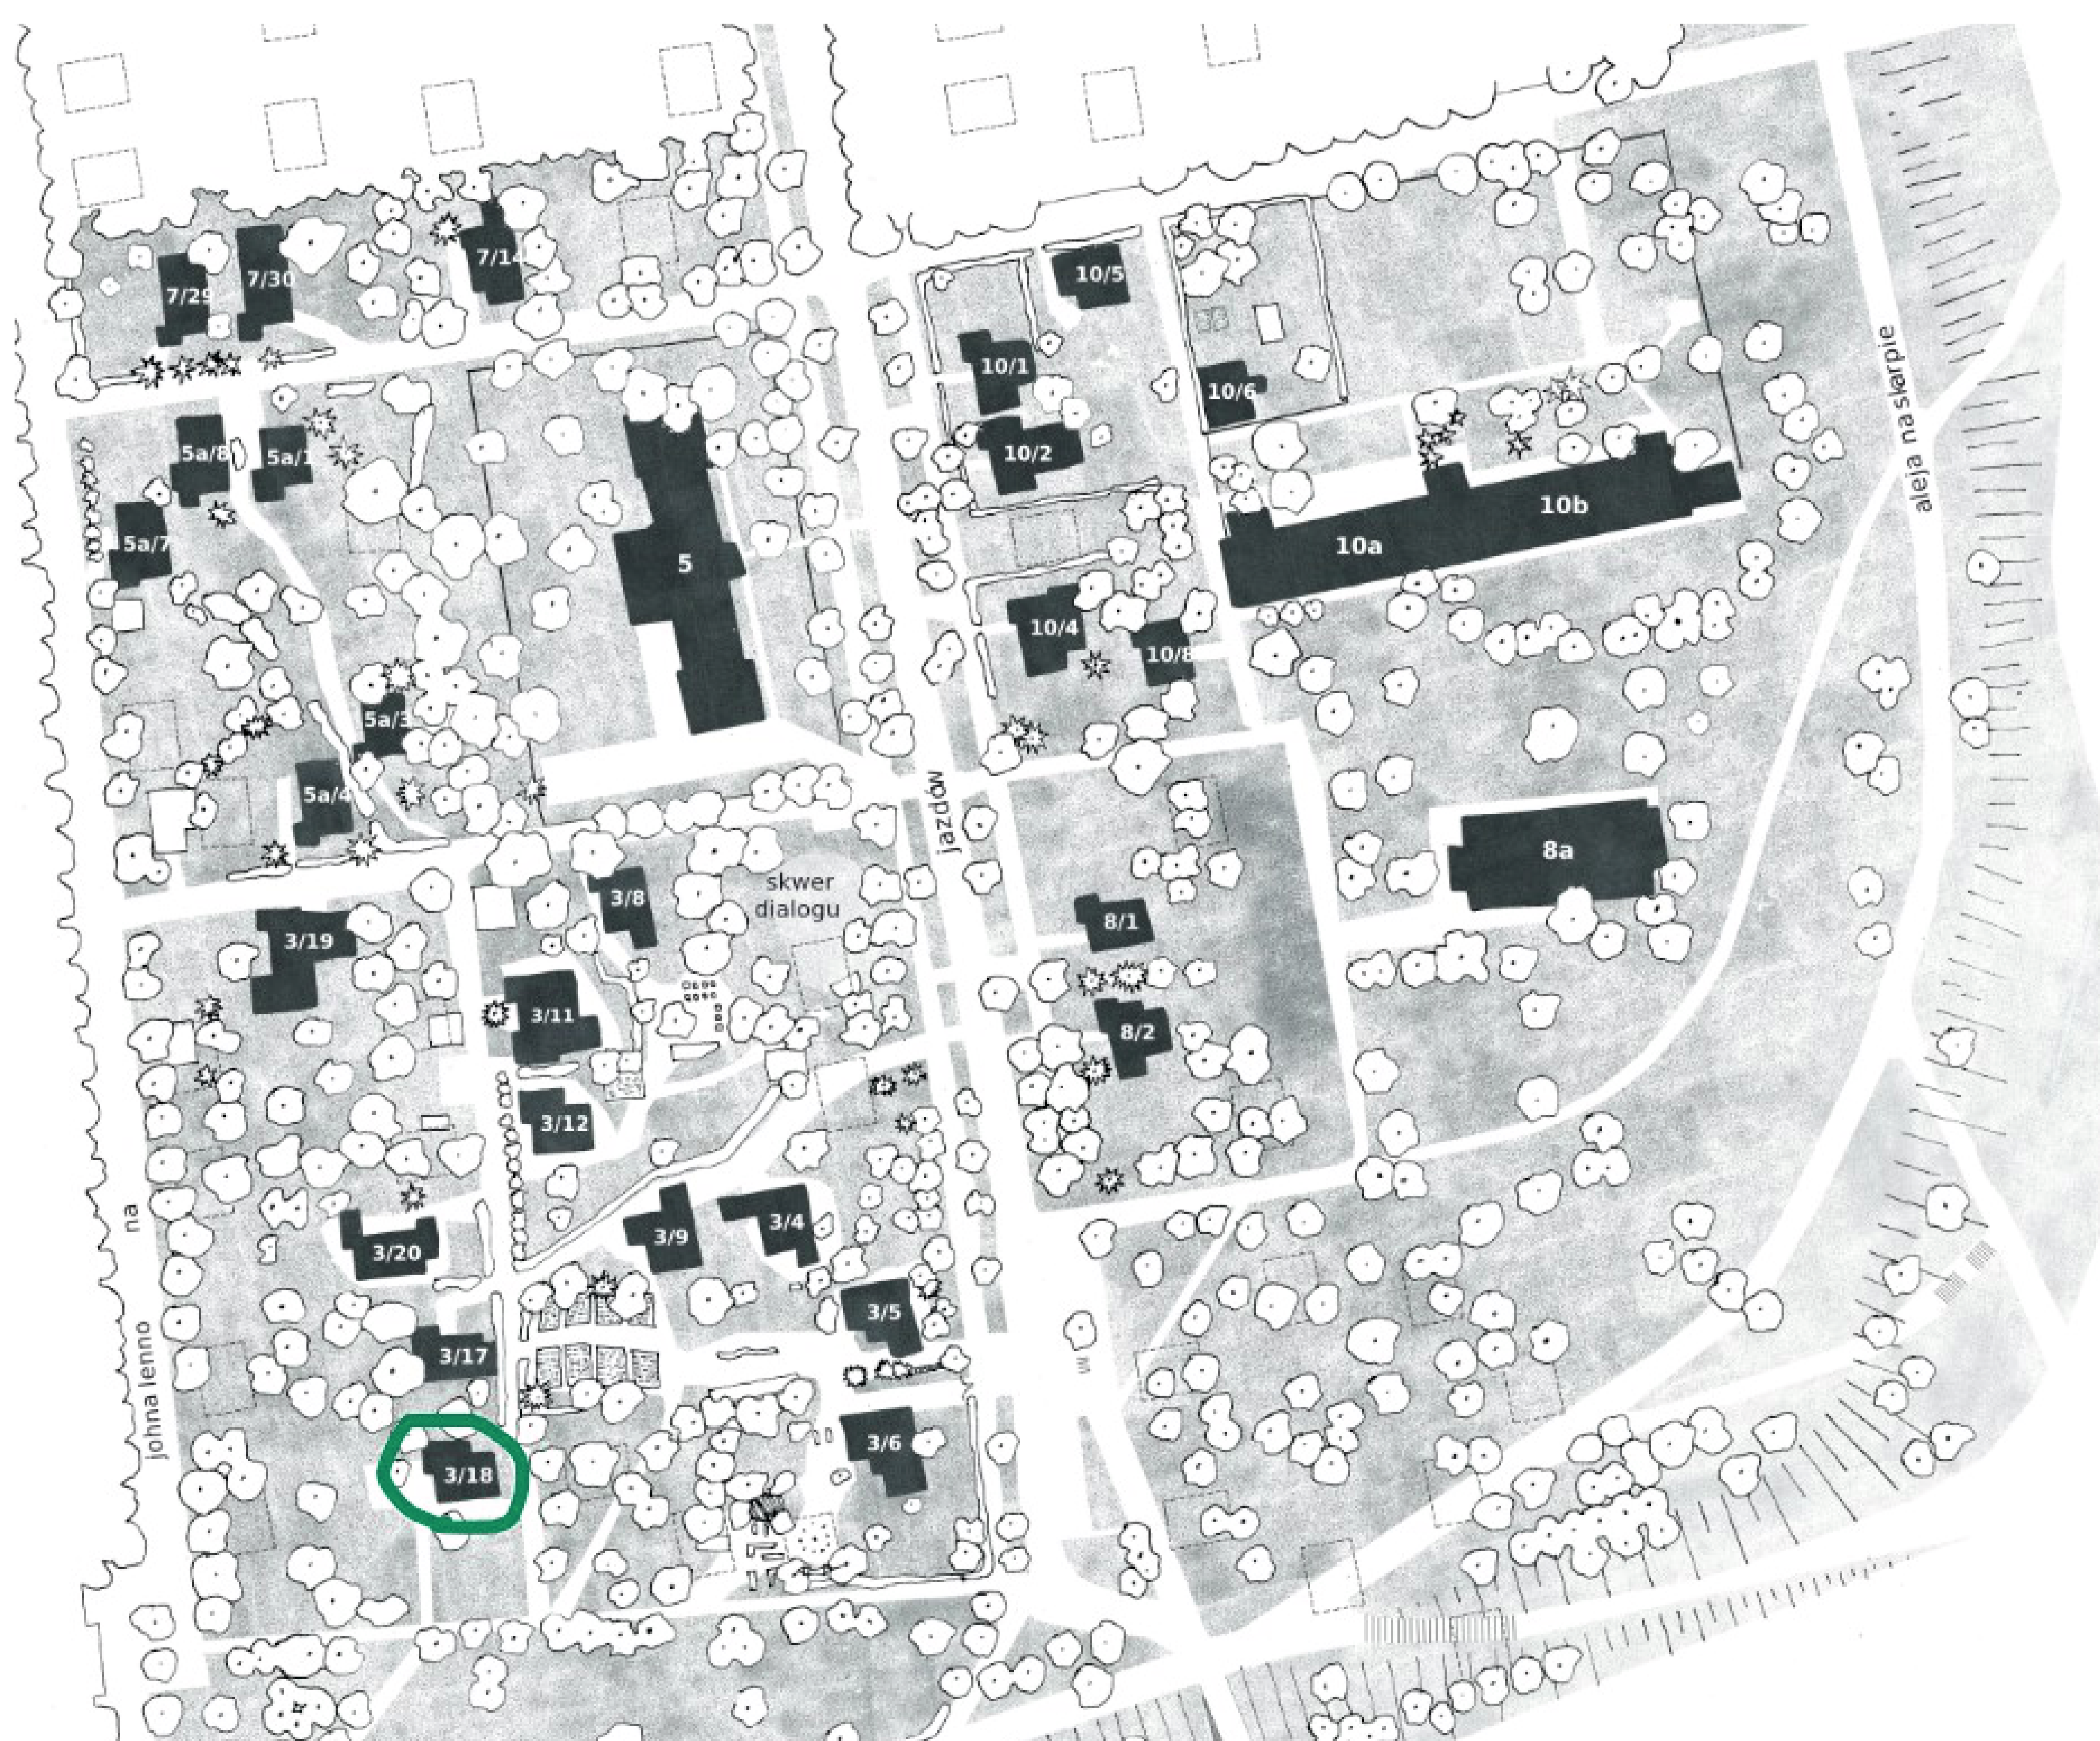 7/29
7/30
7/14
10/5
10/1
10/6
10/2
5a/8
5a/1
5a/7
5
10a
10b
aleja na skarpie
10/4
10/8
5a/3
5a/4
jazdów
8a
skwer
dialogu
3/8
3/19
3/11
8/1
8/2
3/12
3/20
3/9
3/4
3/5
3/17
3/6
3/18
na
johna lenno